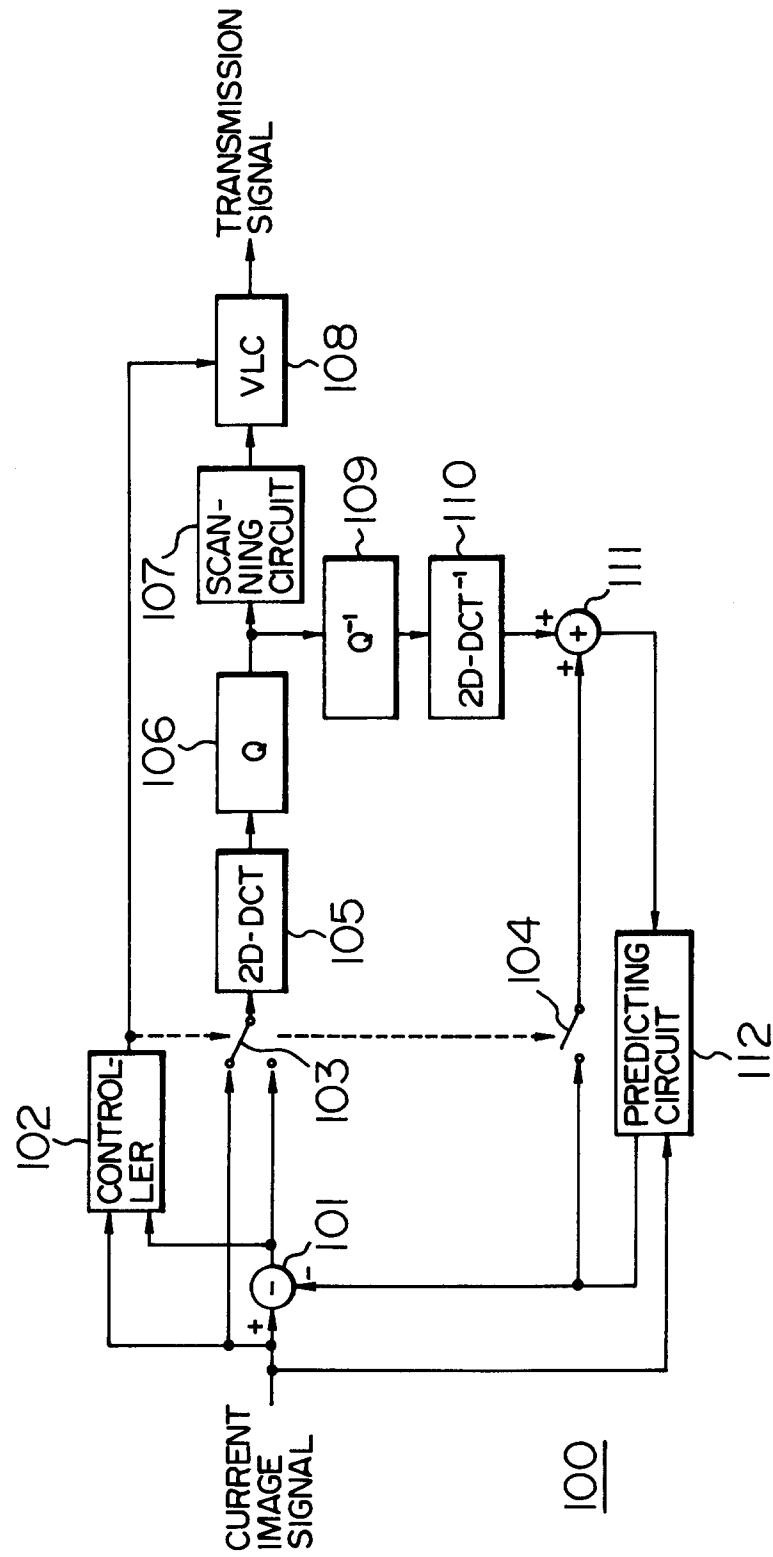 102
CONTROL-
LER
CURRENT
IMAGE
SIGNAL
+
-
-
101
103
2D-DCT
105
106
Q
107
SCAN-
NING
CIRCUIT
VLC
108
TRANSMISSION
SIGNAL
Q-1
109
2D-DCT-1
110
104
+
+
+
111
PREDICTING
CIRCUIT
112
100